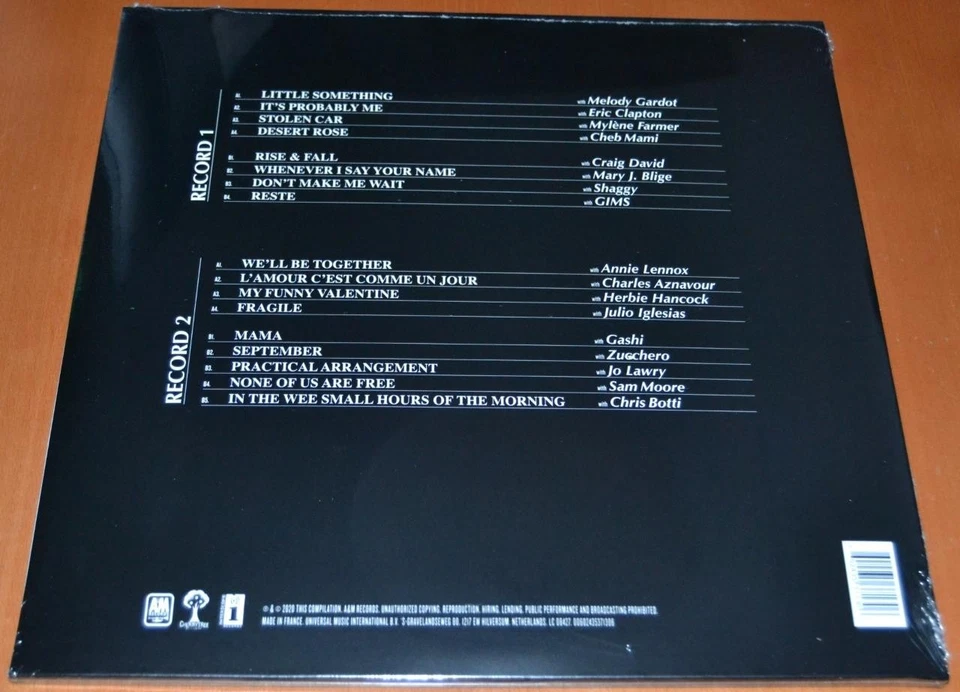 RECORD 1
A1. LITTLE SOMETHING with Melody Gardot
A2. IT'S PROBABLY ME with Eric Clapton
A3. STOLEN CAR with Mylène Farmer
A4. DESERT ROSE with Cheb Mami
B1. RISE & FALL with Craig David
B2. WHENEVER I SAY YOUR NAME with Mary J. Blige
B3. DON'T MAKE ME WAIT with Shaggy
B4. RESTE with GIMS
RECORD 2
A1. WE'LL BE TOGETHER with Annie Lennox
A2. L'AMOUR C'EST COMME UN JOUR with Charles Aznavour
A3. MY FUNNY VALENTINE with Herbie Hancock
A4. FRAGILE with Julio Iglesias
B1. MAMA with Gashi
B2. SEPTEMBER with Zucchero
B3. PRACTICAL ARRANGEMENT with Jo Lawry
B4. NONE OF US ARE FREE with Sam Moore
B5. IN THE WEE SMALL HOURS OF THE MORNING with Chris Botti
A&M
℗ & © 2020 THIS COMPILATION. A&M RECORDS. UNAUTHORIZED COPYING. REPRODUCTION. HIRING. LENDING. PUBLIC PERFORMANCE AND BROADCASTING PROHIBITED.
MADE IN FRANCE. UNIVERSAL MUSIC INTERNATIONAL B.V. 'S-GRAVELANDSEWEG 80. 1217 EW HILVERSUM. NETHERLANDS. LC 00427. 00602435371306